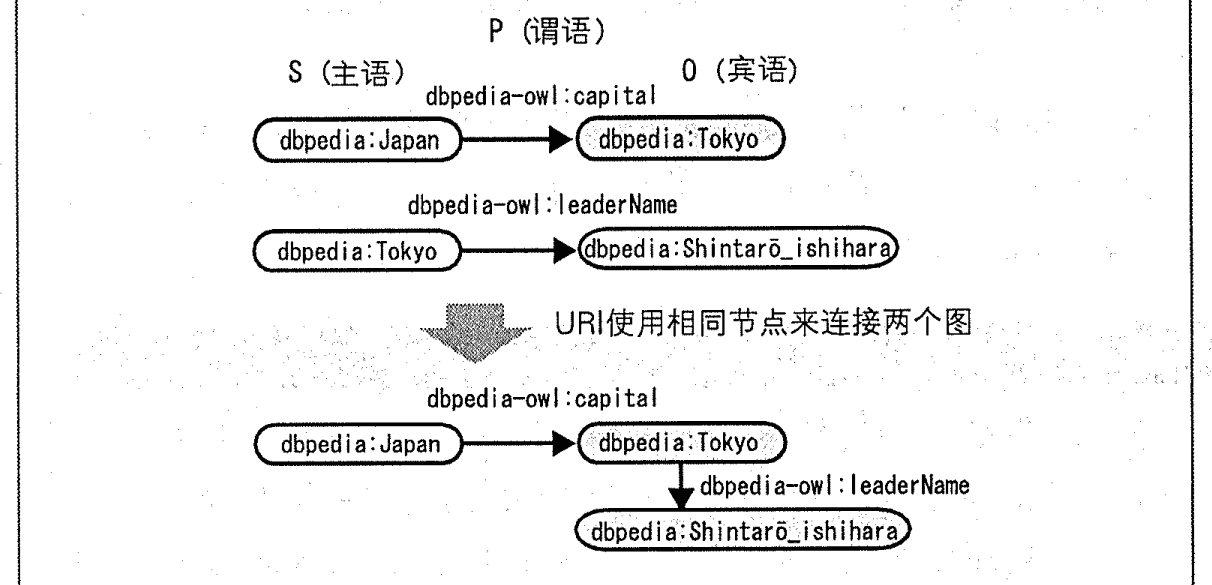 P (谓语)
S (主语)
O (宾语)
dbpedia-owl:capital
dbpedia:Japan
dbpedia:Tokyo
dbpedia-owl:leaderName
dbpedia:Tokyo
dbpedia:Shintarō_ishihara
URI使用相同节点来连接两个图
dbpedia-owl:capital
dbpedia:Japan
dbpedia:Tokyo
dbpedia-owl:leaderName
dbpedia:Shintarō_ishihara